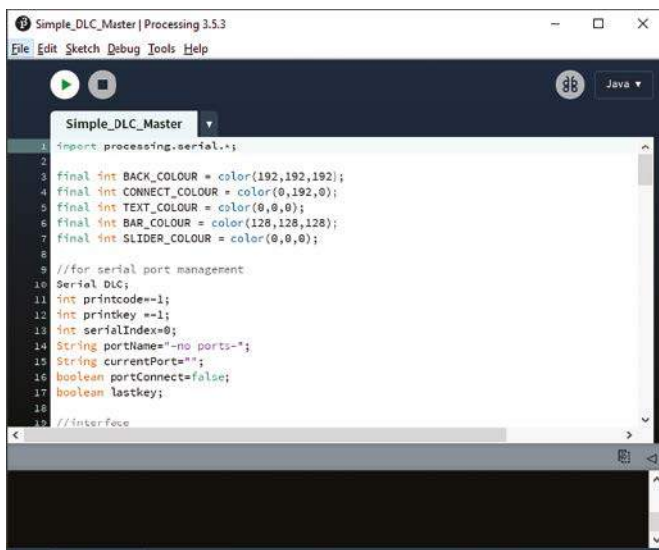 Simple_DLC_Master | Processing 3.5.3
File Edit Sketch Debug Tools Help
Java ▾
Simple_DLC_Master ▾
1 import processing.serial.*;
2
3 final int BACK_COLOUR = color(192,192,192);
4 final int CONNECT_COLOUR = color(0,192,0);
5 final int TEXT_COLOUR = color(0,0,0);
6 final int BAR_COLOUR = color(128,128,128);
7 final int SLIDER_COLOUR = color(0,0,0);
8
9 //for serial port management
10 Serial DLC;
11 int printcode=-1;
12 int printkey =-1;
13 int serialIndex=0;
14 String portName="-no ports-";
15 String currentPort="";
16 boolean portConnect=false;
17 boolean lastkey;
18
19 //interface